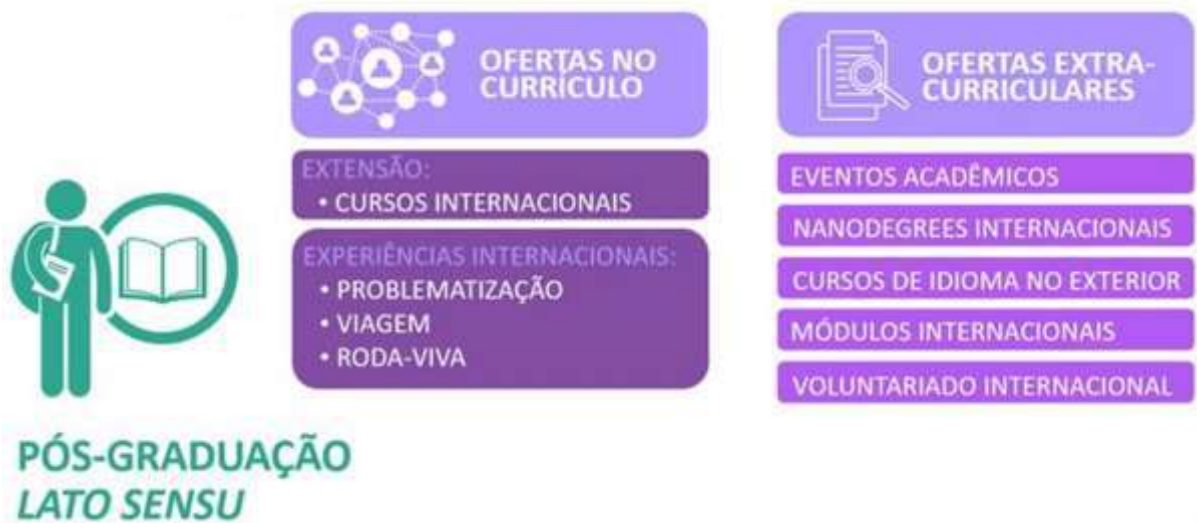 OFERTAS NO
CURRÍCULO
EXTENSÃO:
• CURSOS INTERNACIONAIS
EXPERIÊNCIAS INTERNACIONAIS:
• PROBLEMATIZAÇÃO
• VIAGEM
• RODA-VIVA
OFERTAS EXTRA-
CURRICULARES
EVENTOS ACADÊMICOS
NANODEGREES INTERNACIONAIS
CURSOS DE IDIOMA NO EXTERIOR
MÓDULOS INTERNACIONAIS
VOLUNTARIADO INTERNACIONAL
PÓS-GRADUAÇÃO
LATO SENSU